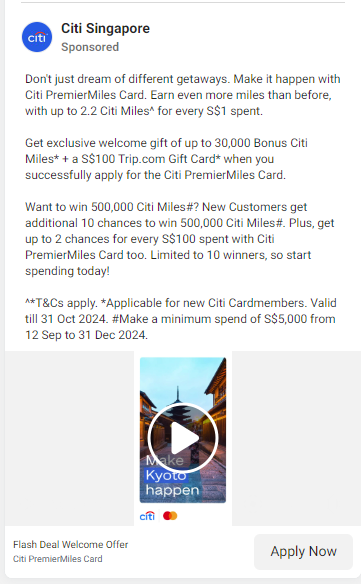 Citi Singapore
citi
Sponsored
Don't just dream of different getaways. Make it happen with
Citi PremierMiles Card. Earn even more miles than before,
with up to 2.2 Citi Miles^ for every S$1 spent.
Get exclusive welcome gift of up to 30,000 Bonus Citi
Miles* + a S$100 Trip.com Gift Card* when you
successfully apply for the Citi PremierMiles Card.
Want to win 500,000 Citi Miles#? New Customers get
additional 10 chances to win 500,000 Citi Miles#. Plus, get
up to 2 chances for every S$100 spent with Citi
PremierMiles Card too. Limited to 10 winners, so start
spending today!
^*T&Cs apply. *Applicable for new Citi Cardmembers. Valid
till 31 Oct 2024. #Make a minimum spend of S$5,000 from
12 Sep to 31 Dec 2024.
Make
Kyoto
happen
citi
Flash Deal Welcome Offer
Citi PremierMiles Card
Apply Now